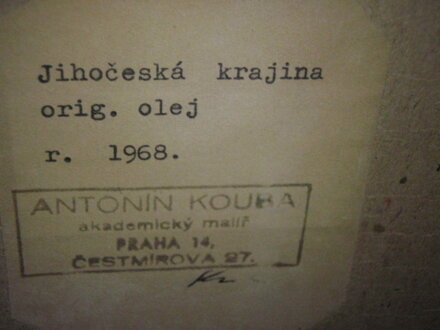 Jihočeská krajina
orig. olej
r. 1968.
ANTONÍN KOUBA
akademický malíř
PRAHA 14,
ČESTMÍROVA 27.